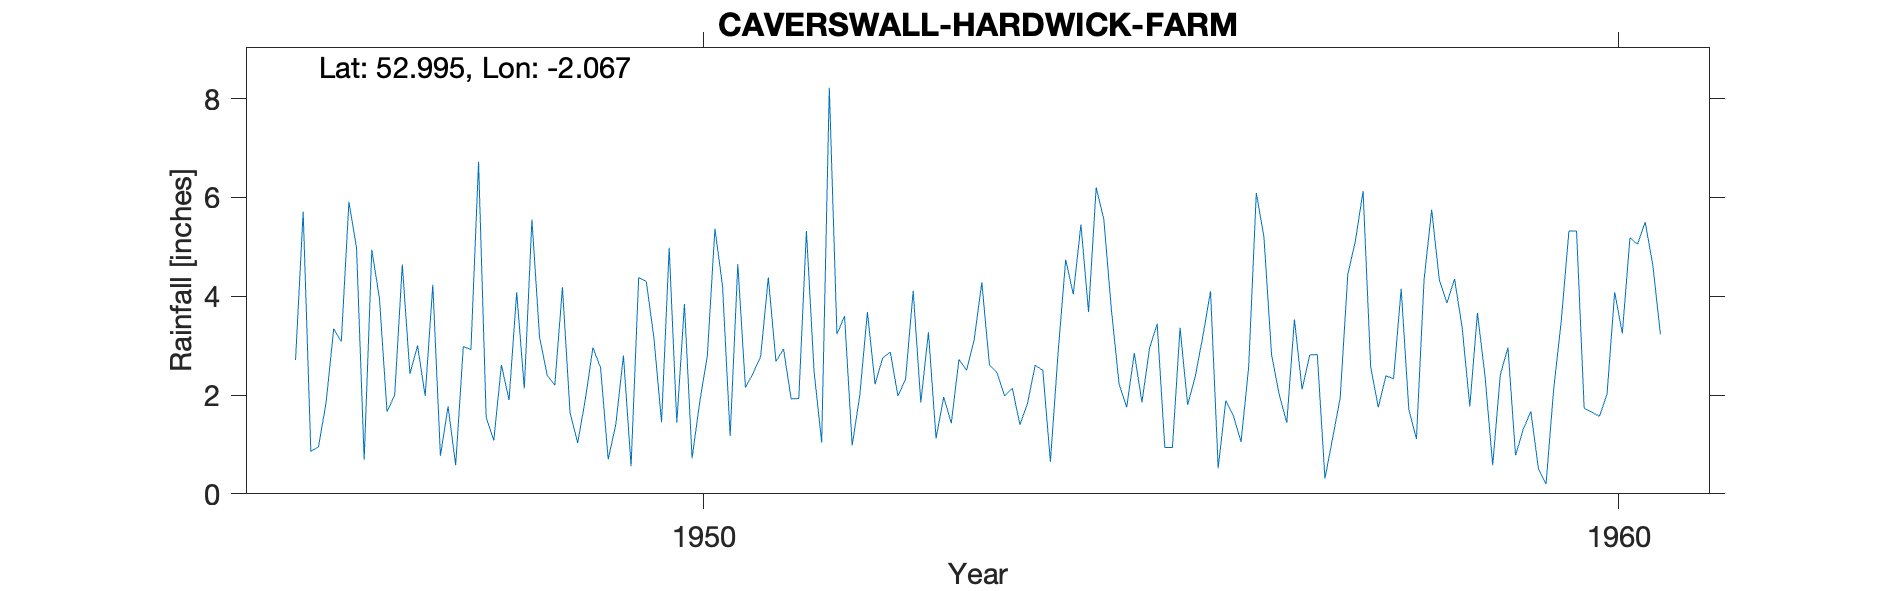 CAVERSWALL-HARDWICK-FARM
Lat: 52.995, Lon: -2.067
8
6
4
2
0
Rainfall [inches]
1950
1960
Year